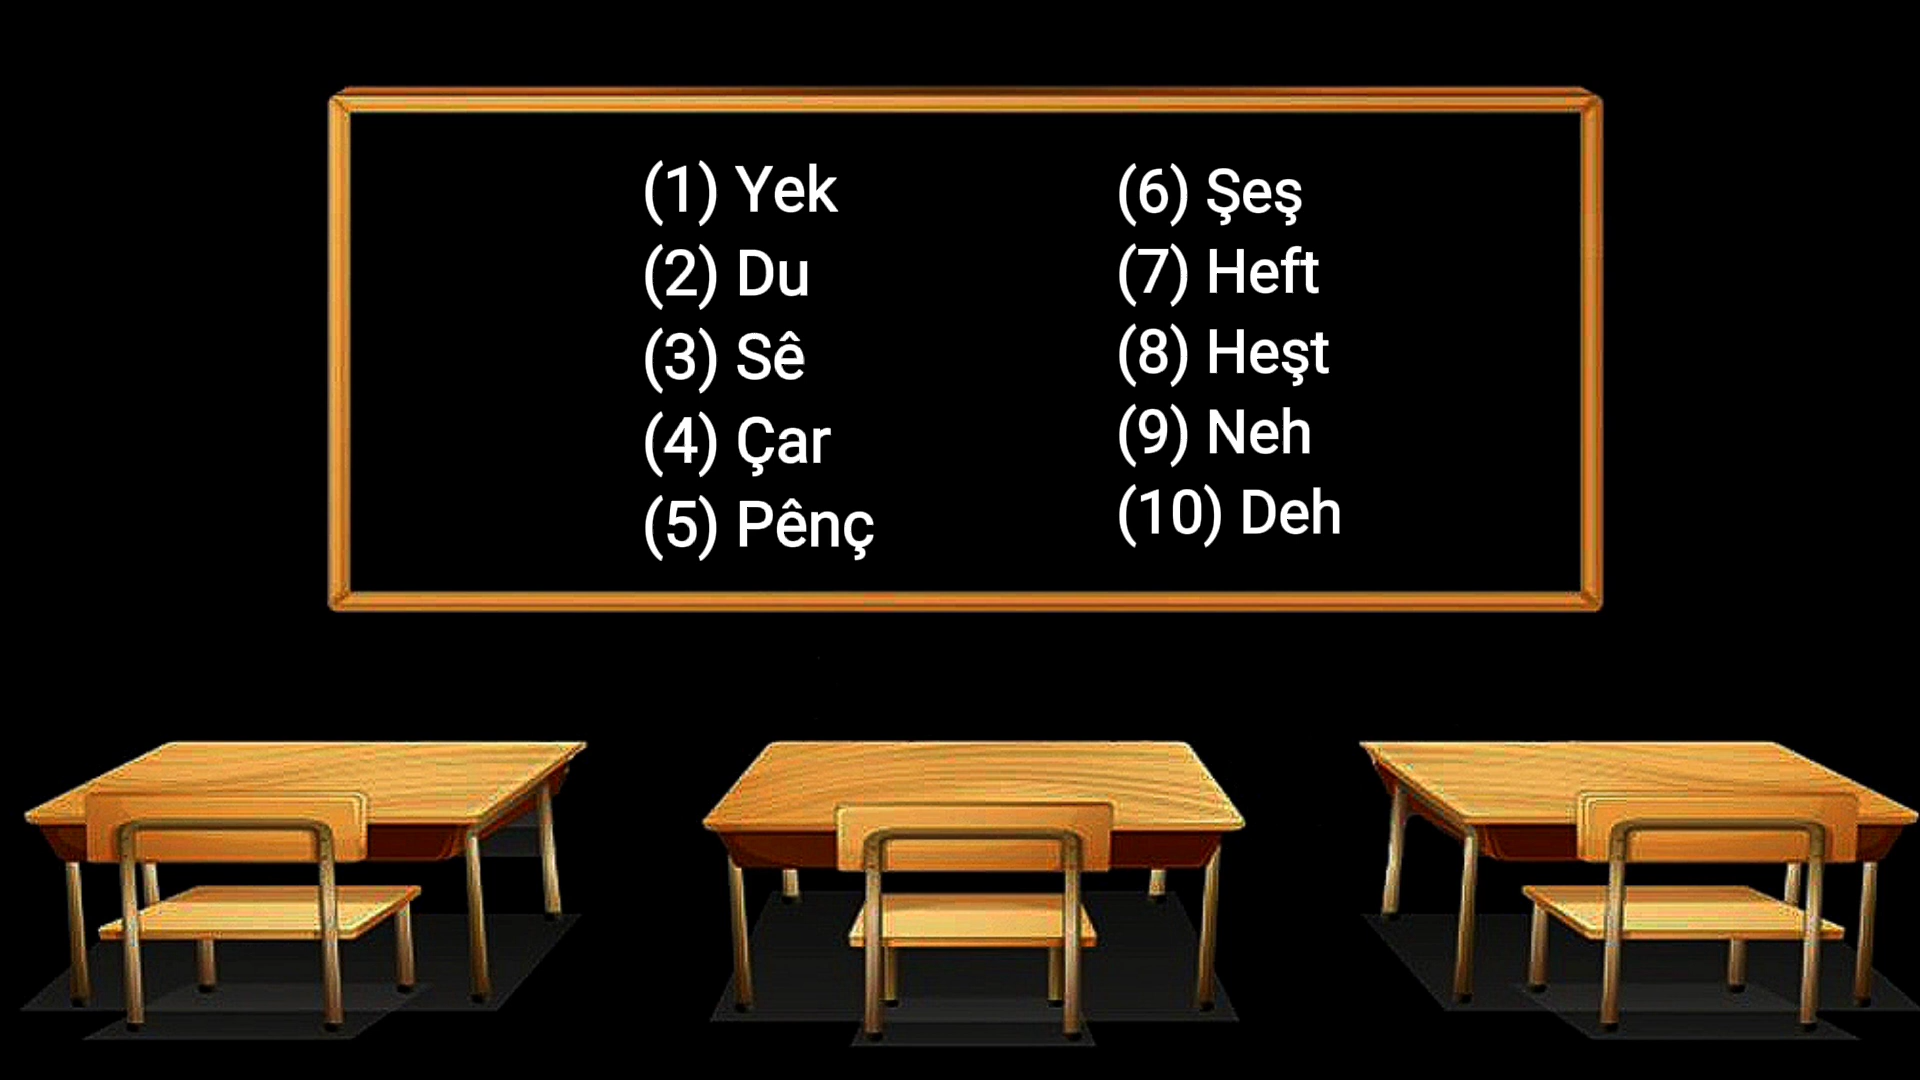 (1) Yek
(2) Du
(3) Sê
(4) Çar
(5) Pênç
(6) Şeş
(7) Heft
(8) Heşt
(9) Neh
(10) Deh